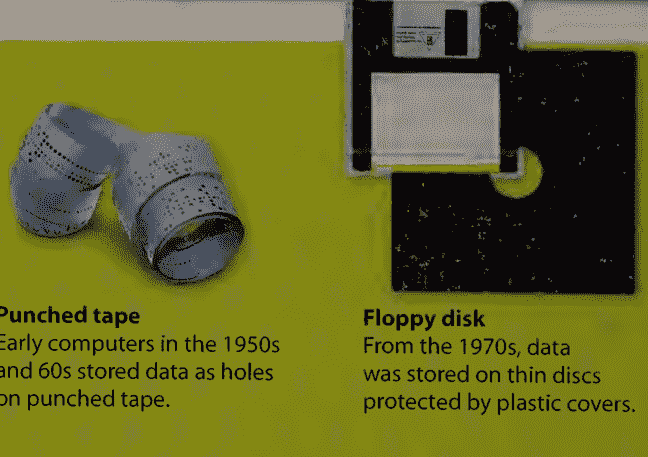 Punched tape
Early computers in the 1950s
and 60s stored data as holes
on punched tape.
Floppy disk
From the 1970s, data
was stored on thin discs
protected by plastic covers.